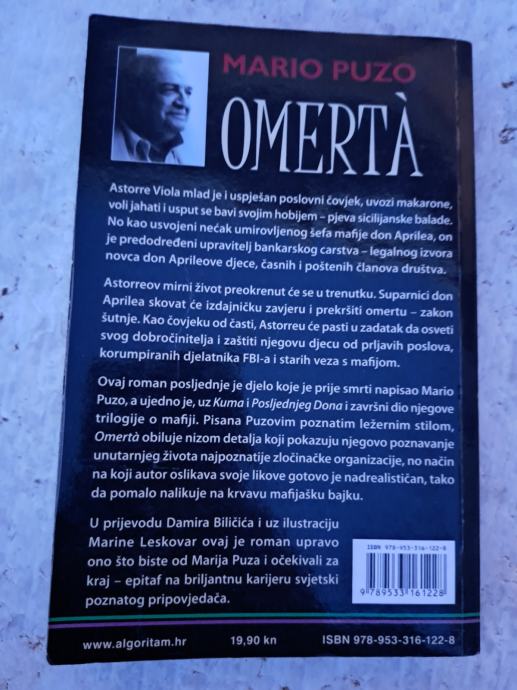 MARIO PUZO
OMERTÀ
Astorre Viola mlad je i uspješan poslovni čovjek, uvozi makarone,
voli jahati i usput se bavi svojim hobijem – pjeva sicilijanske balade.
No kao usvojeni nećak umirovljenog šefa mafije don Aprilea, on
je predodređeni upravitelj bankarskog carstva – legalnog izvora
novca don Aprileove djece, časnih i poštenih članova društva.
Astorreov mirni život preokrenut će se u trenutku. Suparnici don
Aprilea skovat će izdajničku zavjeru i prekršiti omertu – zakon
šutnje. Kao čovjeku od časti, Astorreu će pasti u zadatak da osveti
svog dobročinitelja i zaštiti njegovu djecu od prljavih poslova,
korumpiranih djelatnika FBI-a i starih veza s mafijom.
Ovaj roman posljednje je djelo koje je prije smrti napisao Mario
Puzo, a ujedno je, uz Kuma i Posljednjeg Dona i završni dio njegove
trilogije o mafiji. Pisana Puzovim poznatim ležernim stilom,
Omertà obiluje nizom detalja koji pokazuju njegovo poznavanje
unutarnjeg života najpoznatije zločinačke organizacije, no način
na koji autor oslikava svoje likove gotovo je nadrealističan, tako
da pomalo nalikuje na krvavu mafijašku bajku.
U prijevodu Damira Biličića i uz ilustraciju
Marine Leskovar ovaj je roman upravo
ono što biste od Marija Puza i očekivali za
kraj – epitaf na briljantnu karijeru svjetski
poznatog pripovjedača.
ISBN 978-953-316-122-8
9 789533 161228
www.algoritam.hr 19,90 kn ISBN 978-953-316-122-8